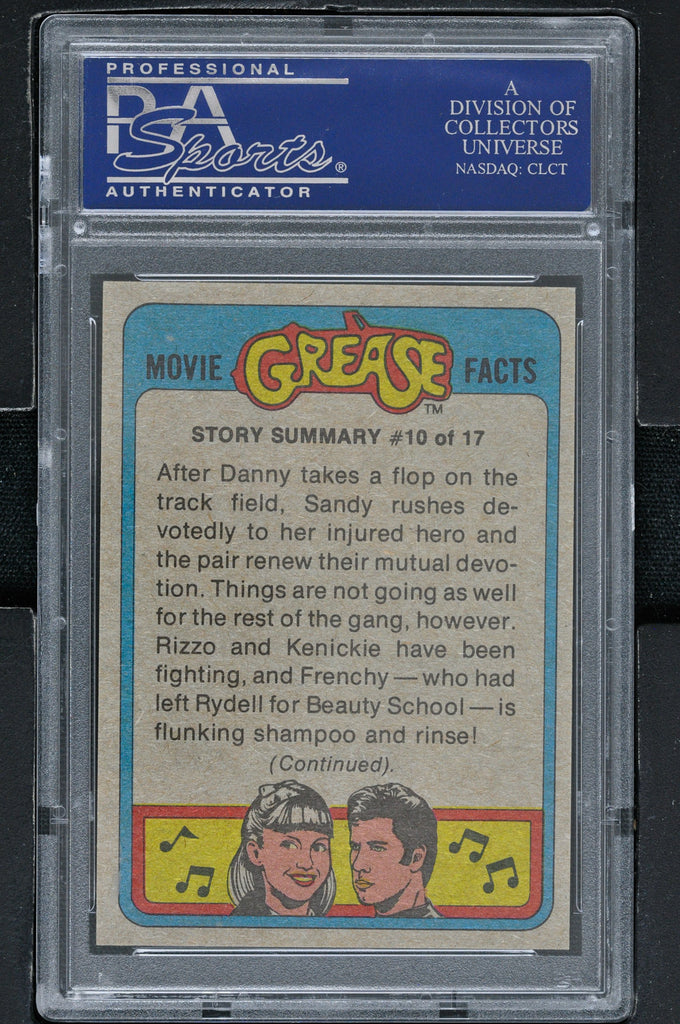 PROFESSIONAL
PSA
Sports®
AUTHENTICATOR
A
DIVISION OF
COLLECTORS
UNIVERSE
NASDAQ: CLCT
MOVIE GREASE FACTS
TM
STORY SUMMARY #10 of 17
After Danny takes a flop on the
track field, Sandy rushes de-
votedly to her injured hero and
the pair renew their mutual devo-
tion. Things are not going as well
for the rest of the gang, however.
Rizzo and Kenickie have been
fighting, and Frenchy — who had
left Rydell for Beauty School — is
flunking shampoo and rinse!
(Continued).